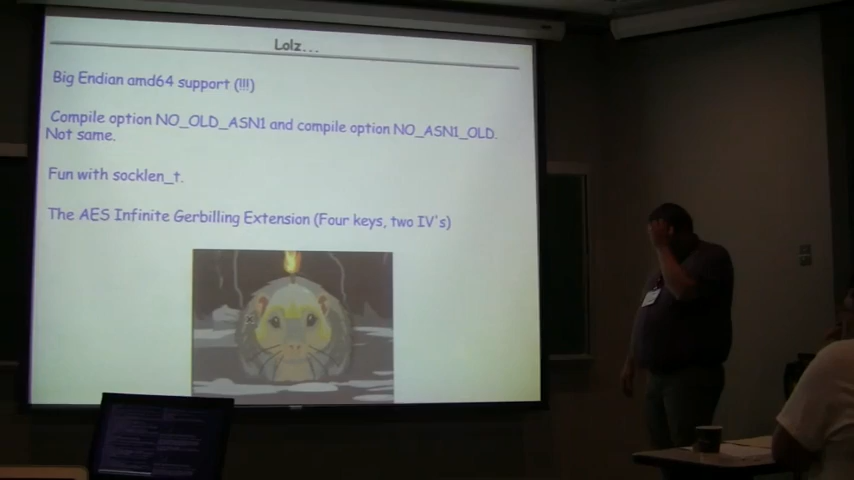 Lolz...
Big Endian amd64 support (!!!)
Compile option NO_OLD_ASN1 and compile option NO_ASN1_OLD.
Not same.
Fun with socklen_t.
The AES Infinite Gerbilling Extension (Four keys, two IV's)